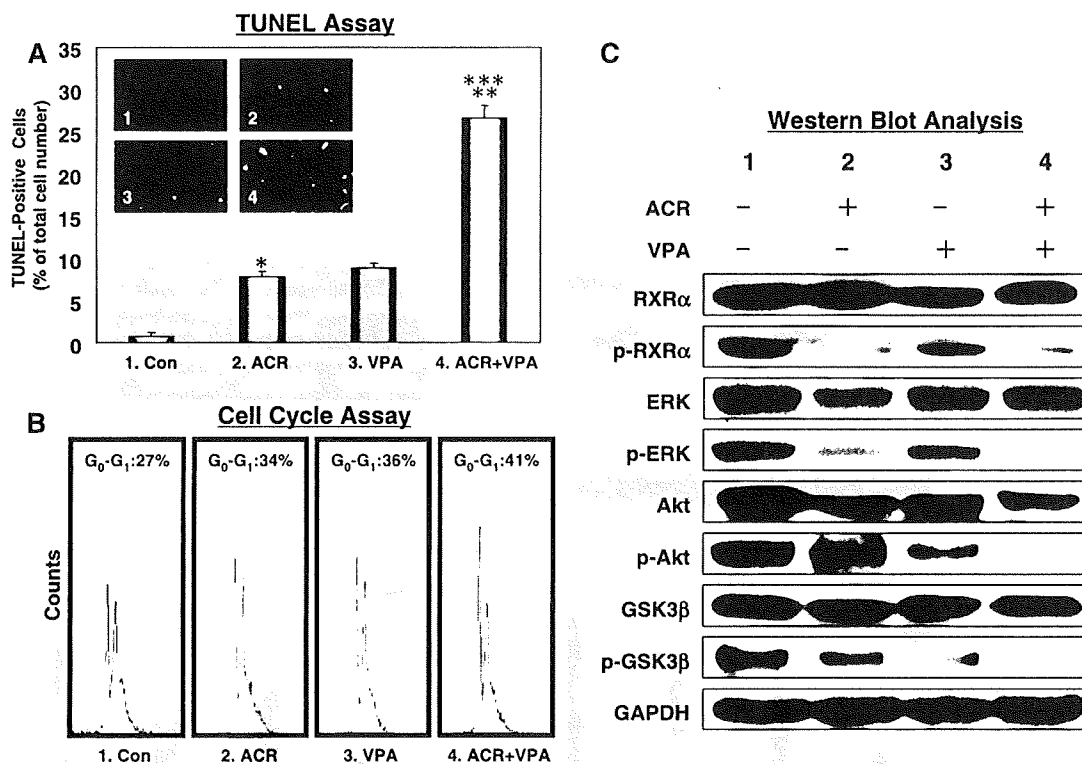 TUNEL Assay
A
TUNEL-Positive Cells
(% of total cell number)
35
30
25
20
15
10
5
0
1
2
3
4
*
***
**
1. Con
2. ACR
3. VPA
4. ACR+VPA
B
Cell Cycle Assay
Counts
G0-G1:27%
G0-G1:34%
G0-G1:36%
G0-G1:41%
1. Con
2. ACR
3. VPA
4. ACR+VPA
C
Western Blot Analysis
1 2 3 4
ACR − + − +
VPA − − + +
RXRα
p-RXRα
ERK
p-ERK
Akt
p-Akt
GSK3β
p-GSK3β
GAPDH